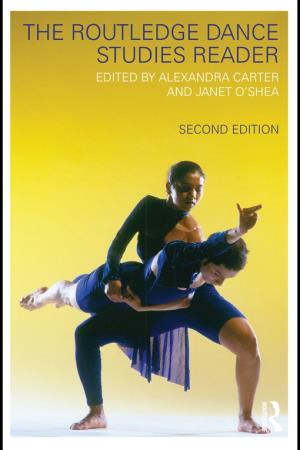 THE ROUTLEDGE DANCE
STUDIES READER
EDITED BY ALEXANDRA CARTER
AND JANET O'SHEA
SECOND EDITION
R